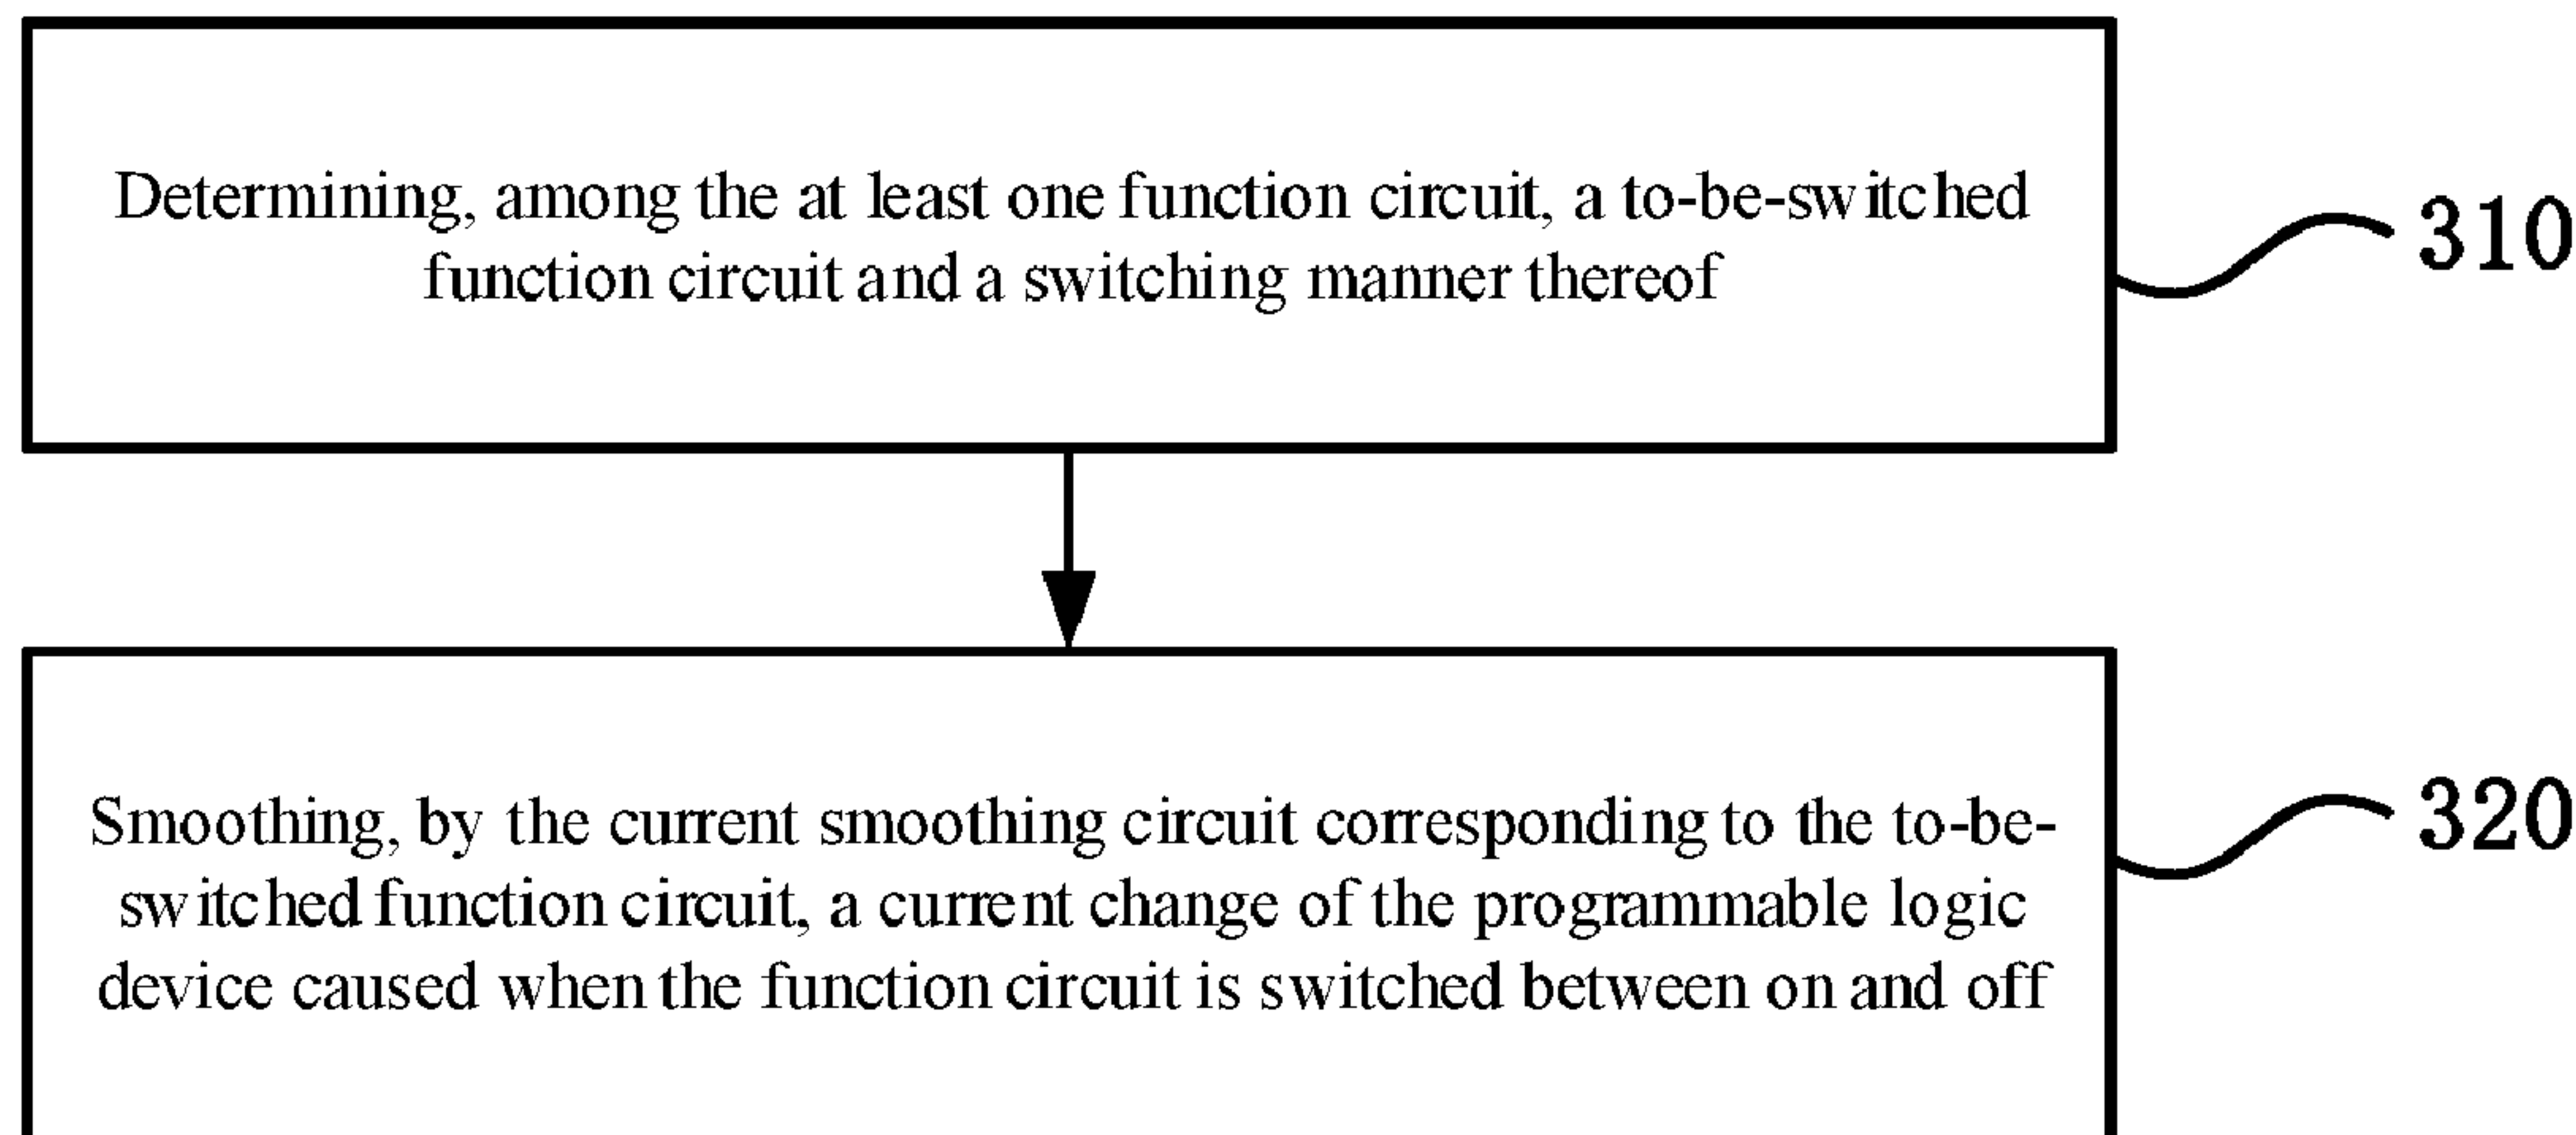 Determining, among the at least one function circuit, a to-be-switched
function circuit and a switching manner thereof
310
Smoothing, by the current smoothing circuit corresponding to the to-be-
switched function circuit, a current change of the programmable logic
device caused when the function circuit is switched between on and off
320